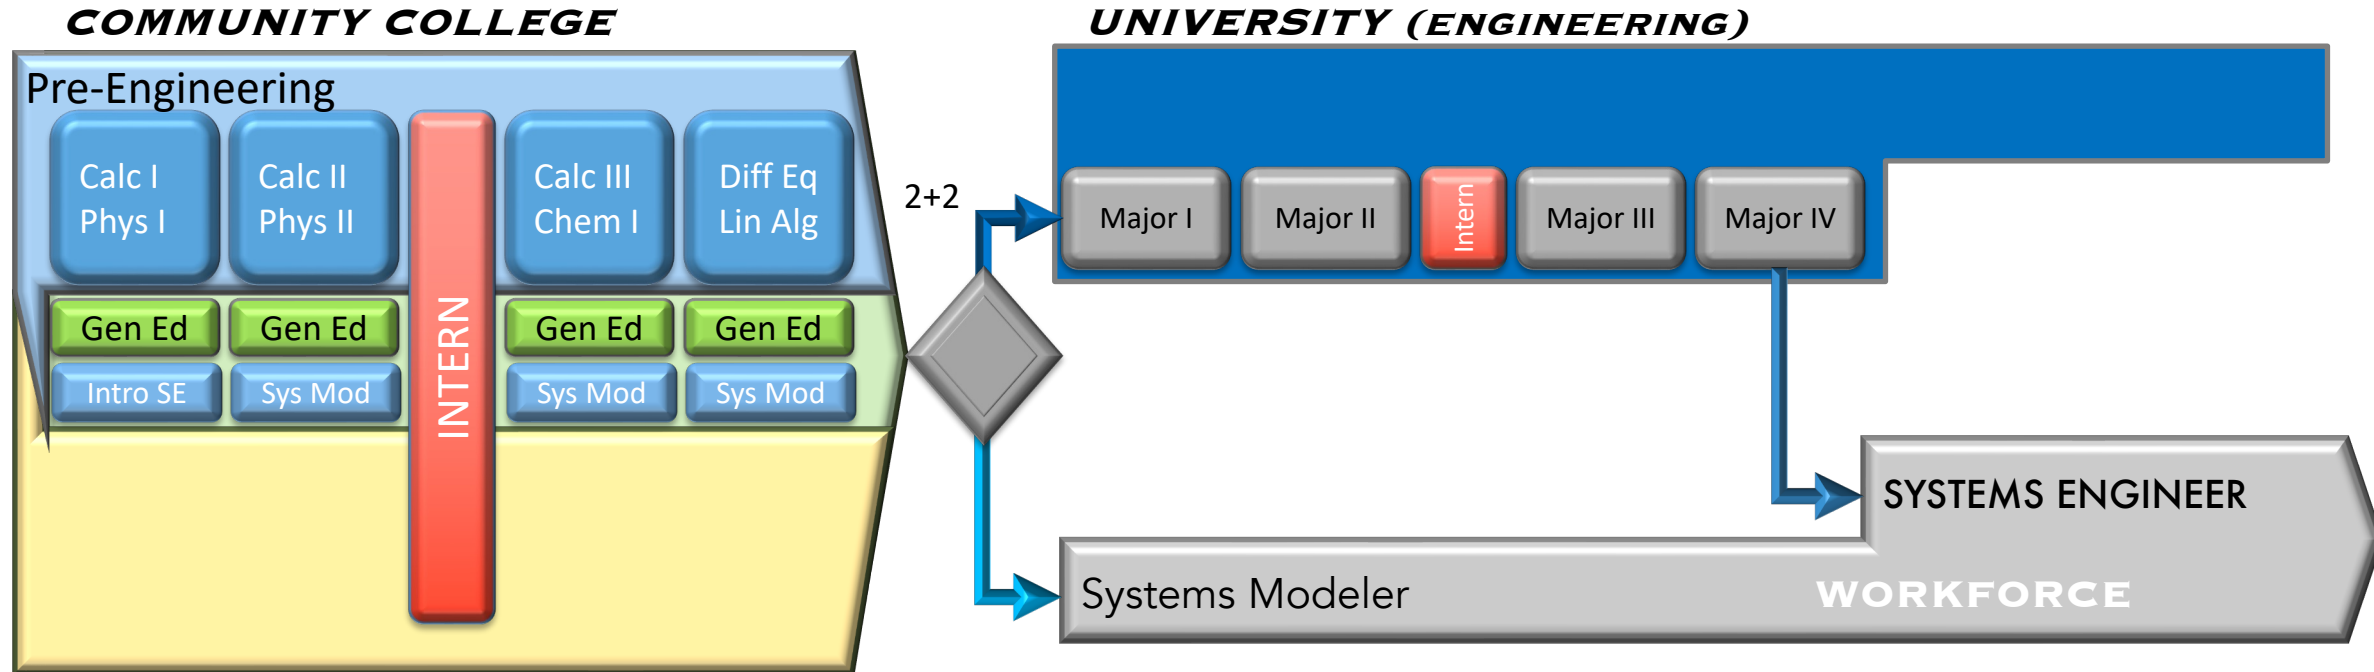 COMMUNITY COLLEGE
UNIVERSITY (ENGINEERING)
Pre-Engineering
Calc I
Phys I
Calc II
Phys II
Calc III
Chem I
Diff Eq
Lin Alg
Gen Ed
Gen Ed
Gen Ed
Gen Ed
Intro SE
Sys Mod
Sys Mod
Sys Mod
INTERN
2+2
Major I
Major II
Intern
Major III
Major IV
SYSTEMS ENGINEER
Systems Modeler
WORKFORCE